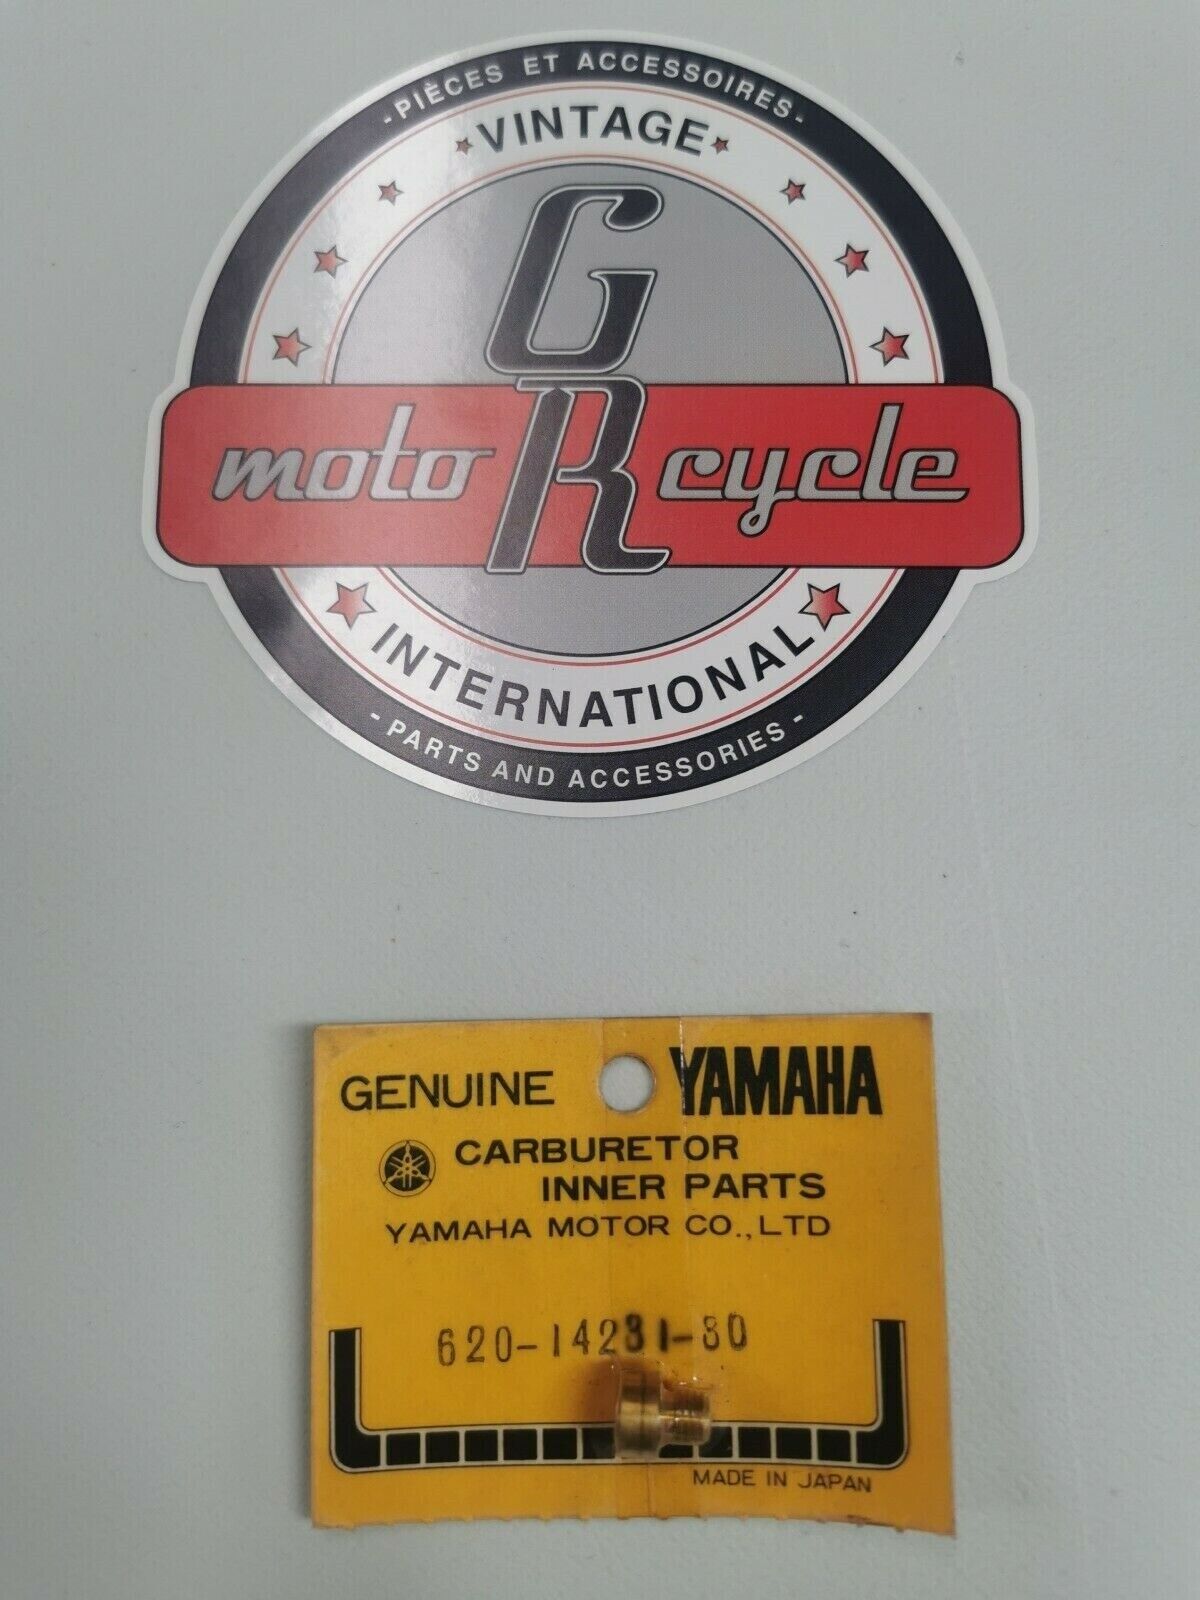 - PIÈCES ET ACCESSOIRES -
VINTAGE
GR
moto cycle
INTERNATIONAL
- PARTS AND ACCESSORIES -
GENUINE YAMAHA
CARBURETOR
INNER PARTS
YAMAHA MOTOR CO., LTD
620-14231-80
MADE IN JAPAN